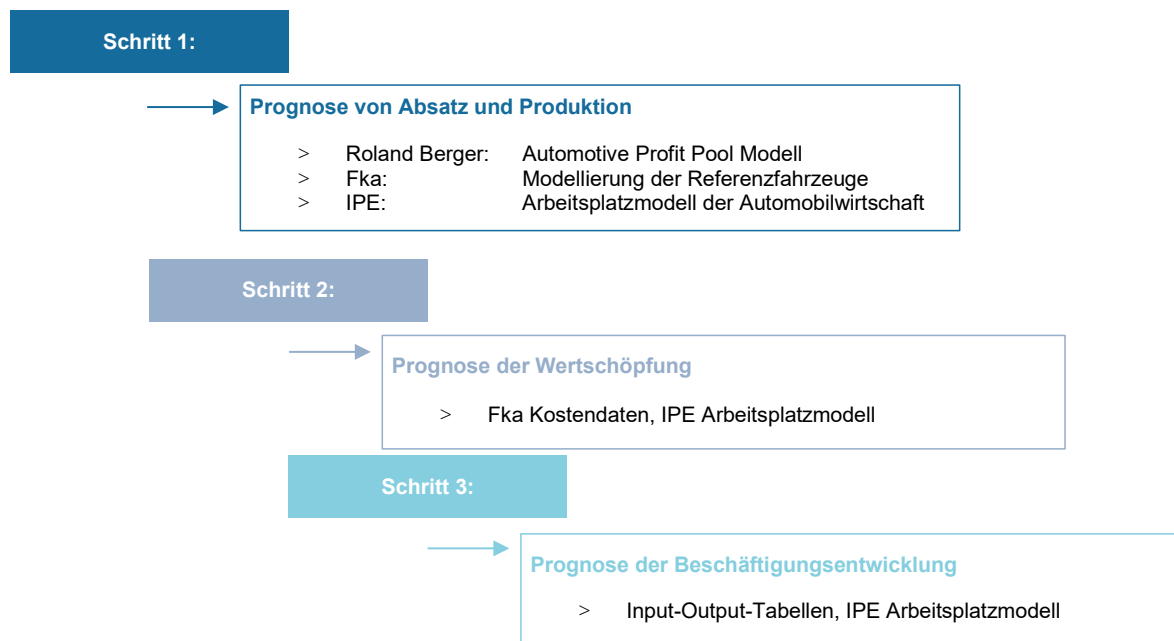 Schritt 1:
Prognose von Absatz und Produktion
> Roland Berger: Automotive Profit Pool Modell
> Fka: Modellierung der Referenzfahrzeuge
> IPE: Arbeitsplatzmodell der Automobilwirtschaft
Schritt 2:
Prognose der Wertschöpfung
> Fka Kostendaten, IPE Arbeitsplatzmodell
Schritt 3:
Prognose der Beschäftigungsentwicklung
> Input-Output-Tabellen, IPE Arbeitsplatzmodell